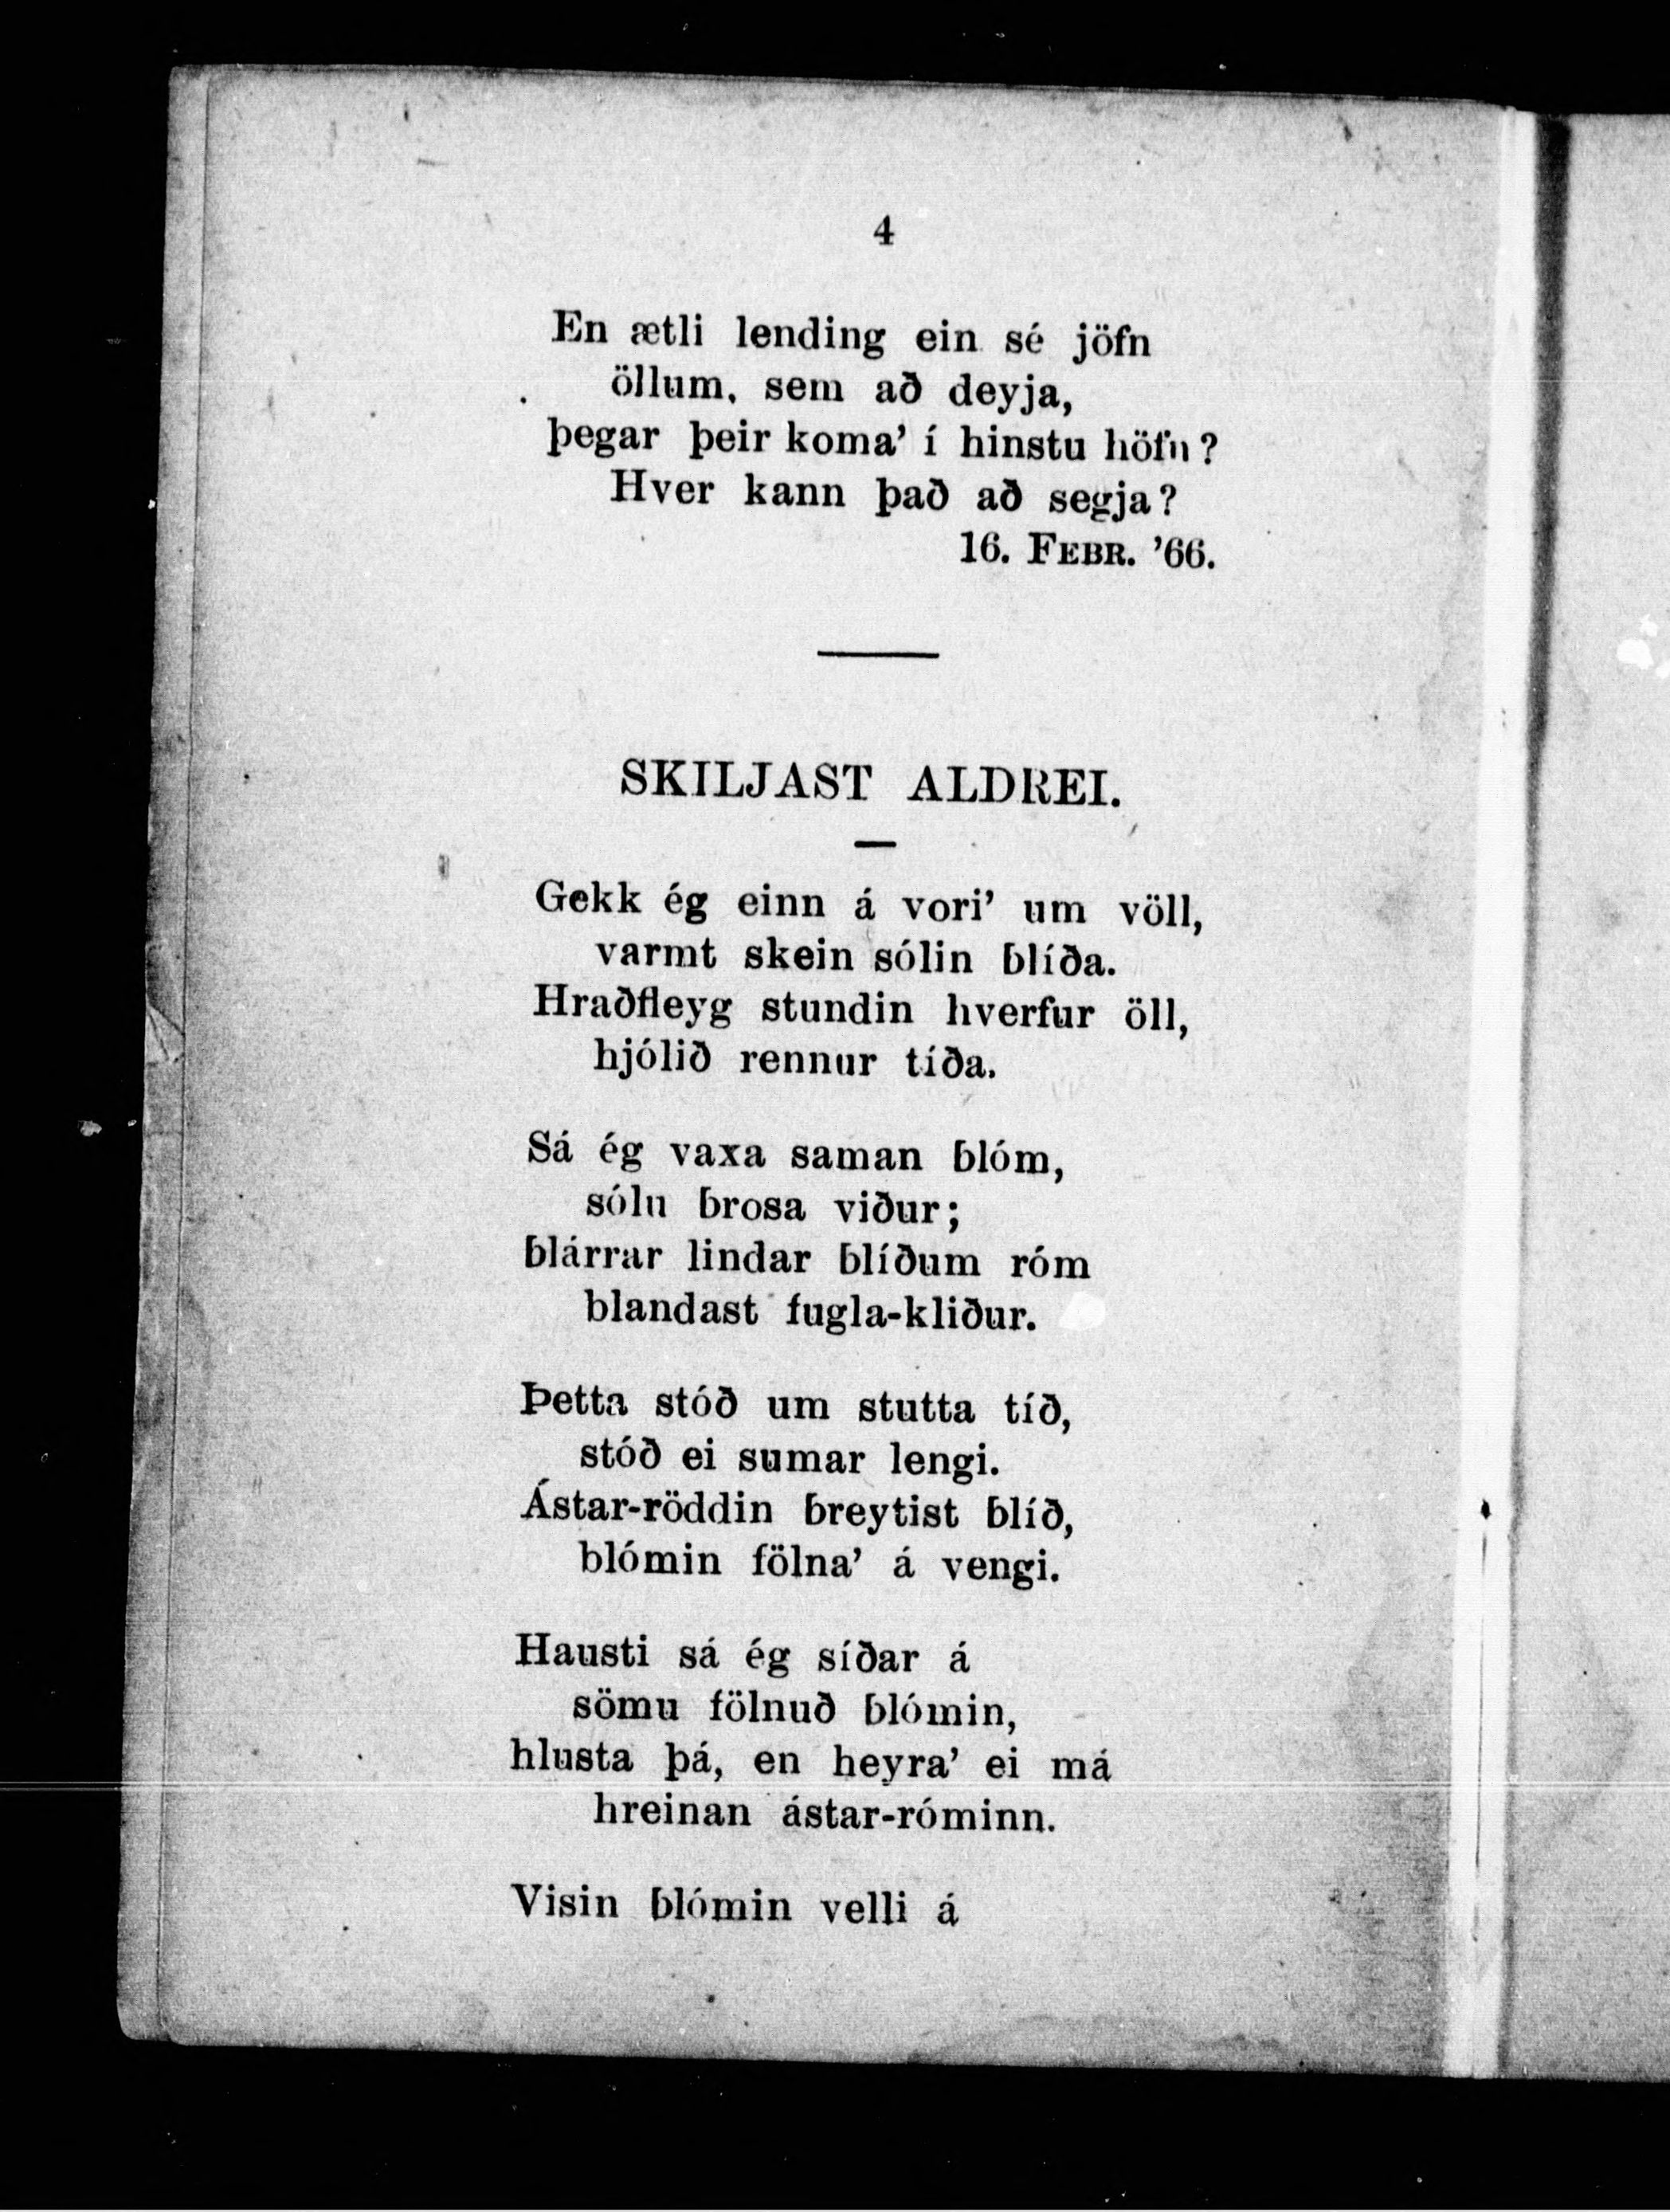 4
En ætli lending ein sé jöfn
öllum, sem að deyja,
þegar þeir koma’ í hinstu höfn?
Hver kann það að segja?
16. FEBR. ’66.
SKILJAST ALDREI.
Gekk ég einn á vori’ um völl,
varmt skein sólin blíða.
Hraðfleyg stundin hverfur öll,
hjólið rennur tíða.
Sá ég vaxa saman blóm,
sólu brosa viður;
blárrar lindar blíðum róm
blandast fugla-kliður.
Þetta stóð um stutta tíð,
stóð ei sumar lengi.
Ástar-röddin breytist blíð,
blómin fölna’ á vengi.
Hausti sá ég síðar á
sömu fölnuð blómin,
hlusta þá, en heyra’ ei má
hreinan ástar-róminn.
Visin blómin velli á